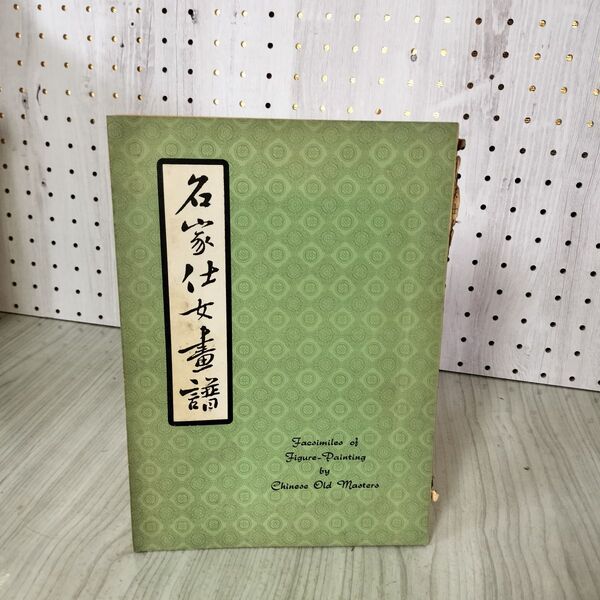 名家仕女畫譜
Facsimiles of
Figure-Painting
by
Chinese Old Masters